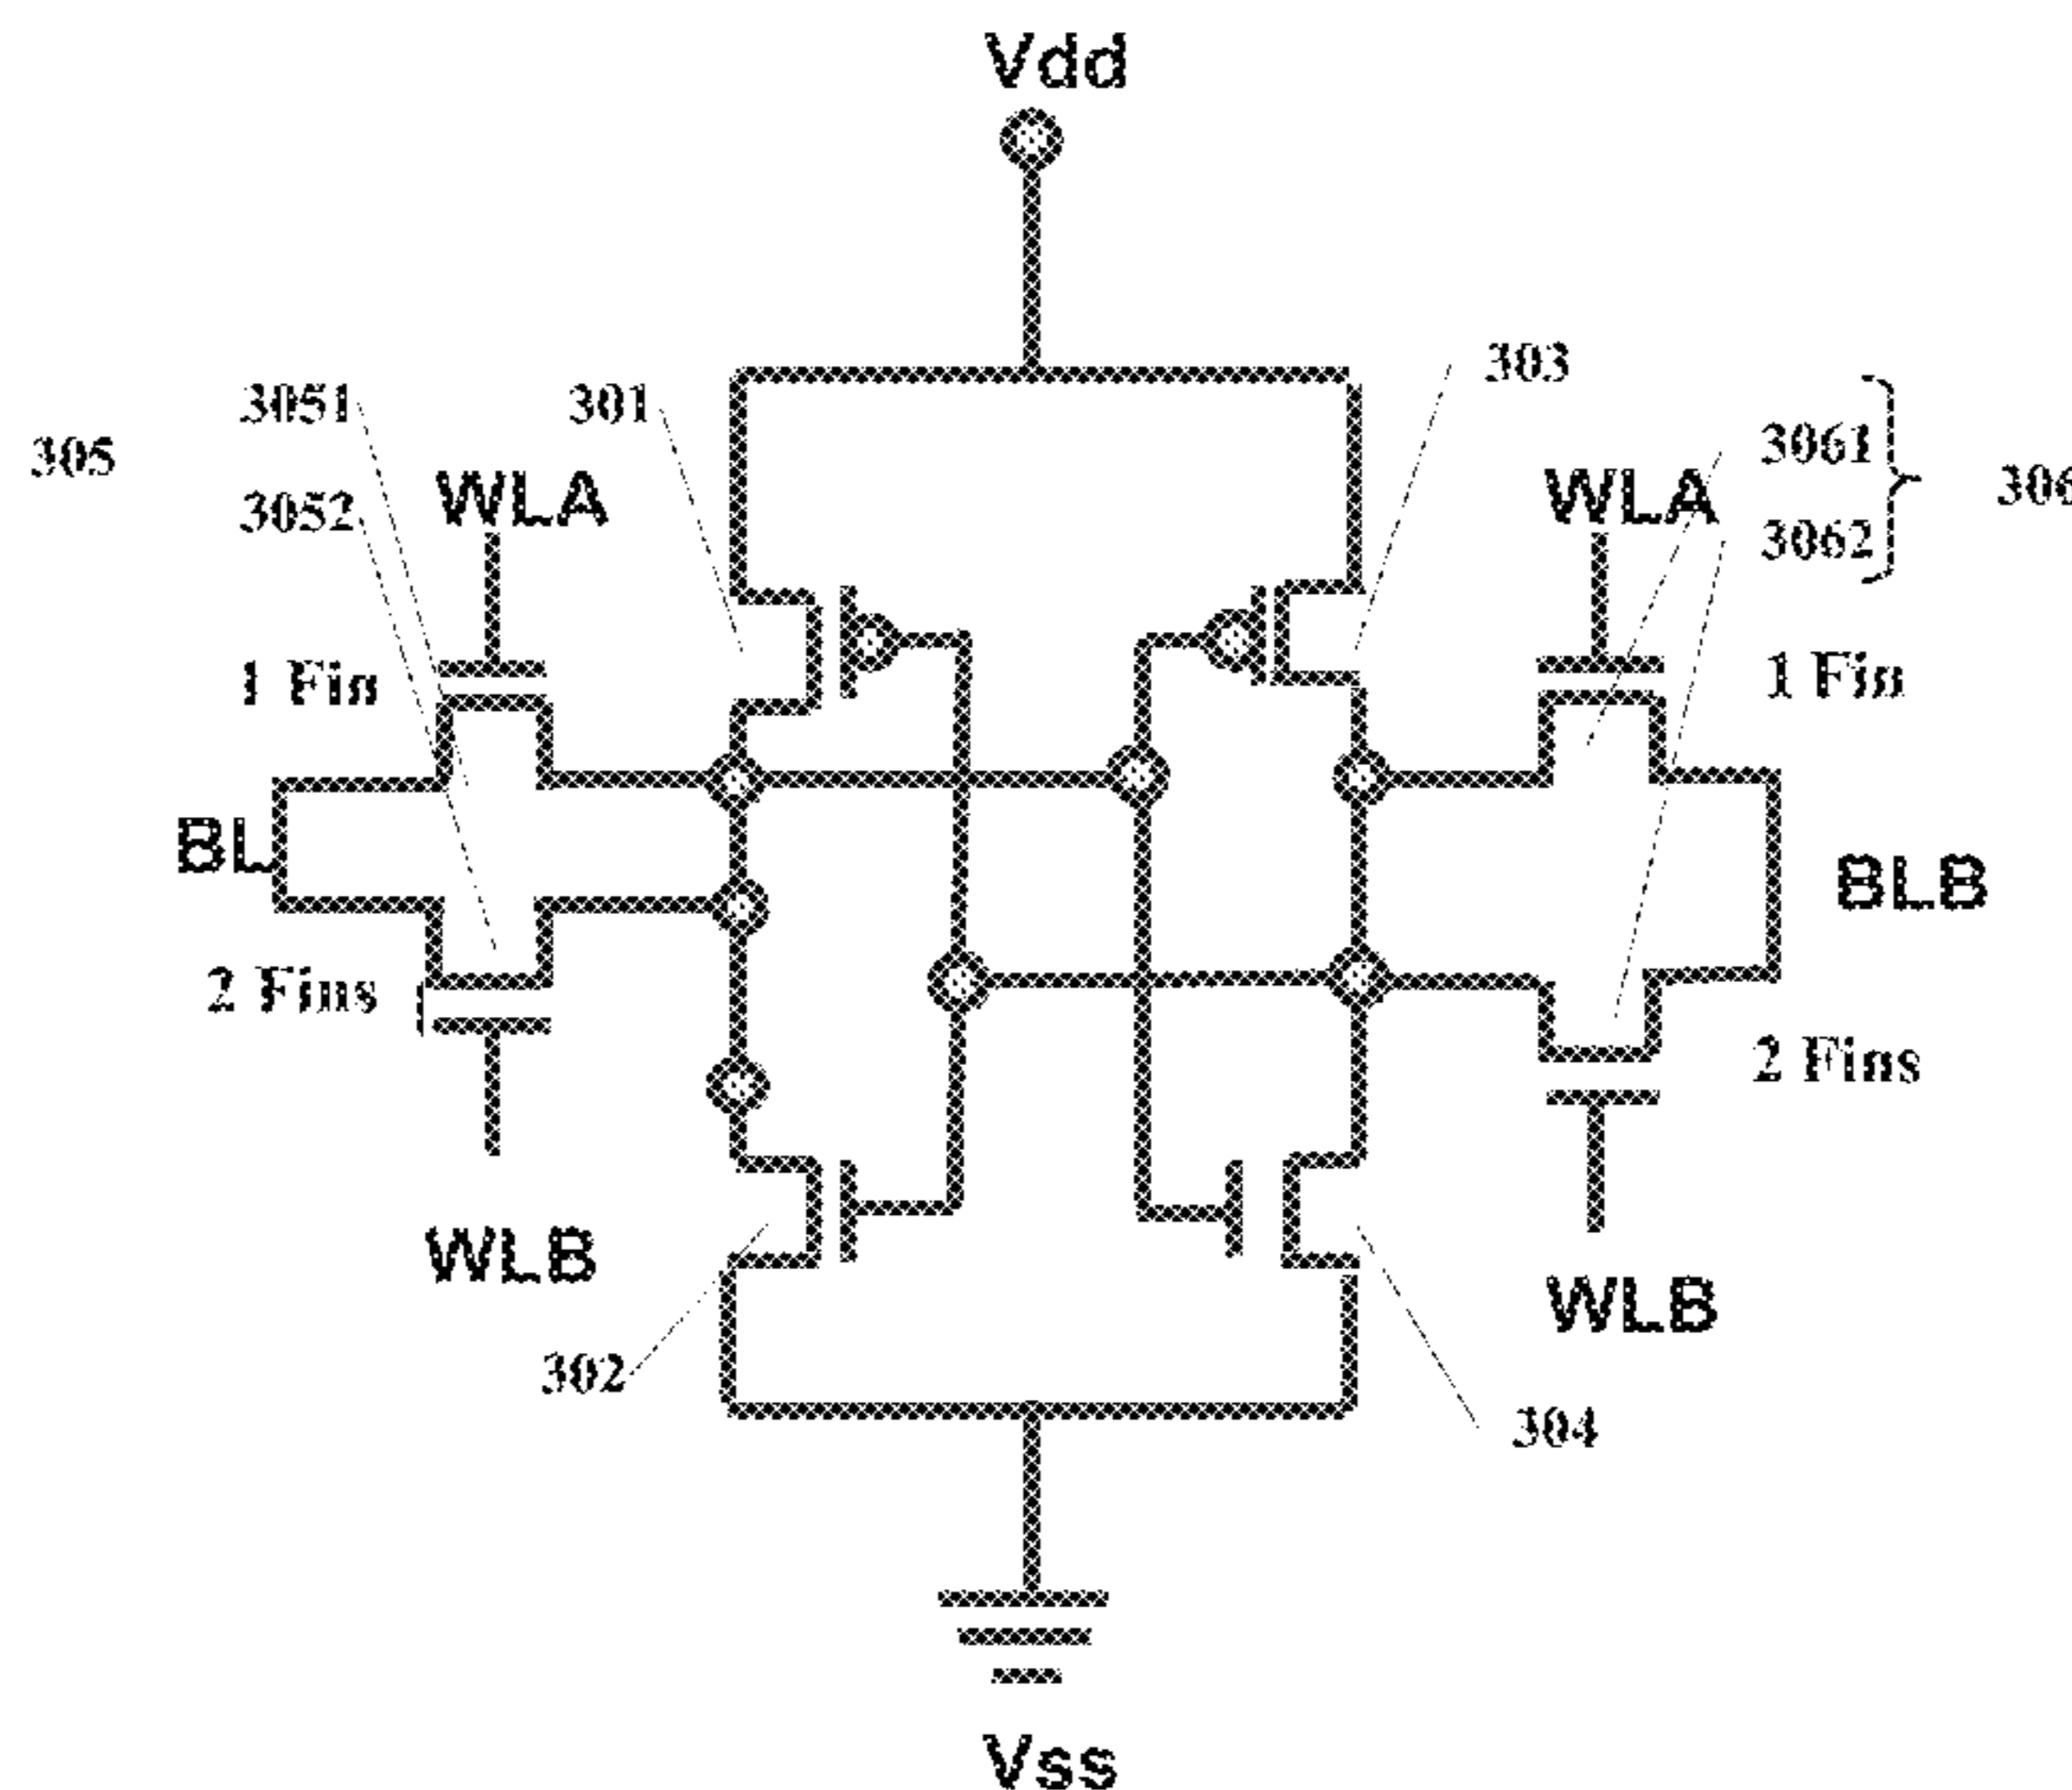 Vdd
303
3051
301
3061
305
306
WLA
WLA
3052
3062
1 Fin
1 Fin
BL
BLB
2 Fins
2 Fins
WLB
WLB
302
304
Vss